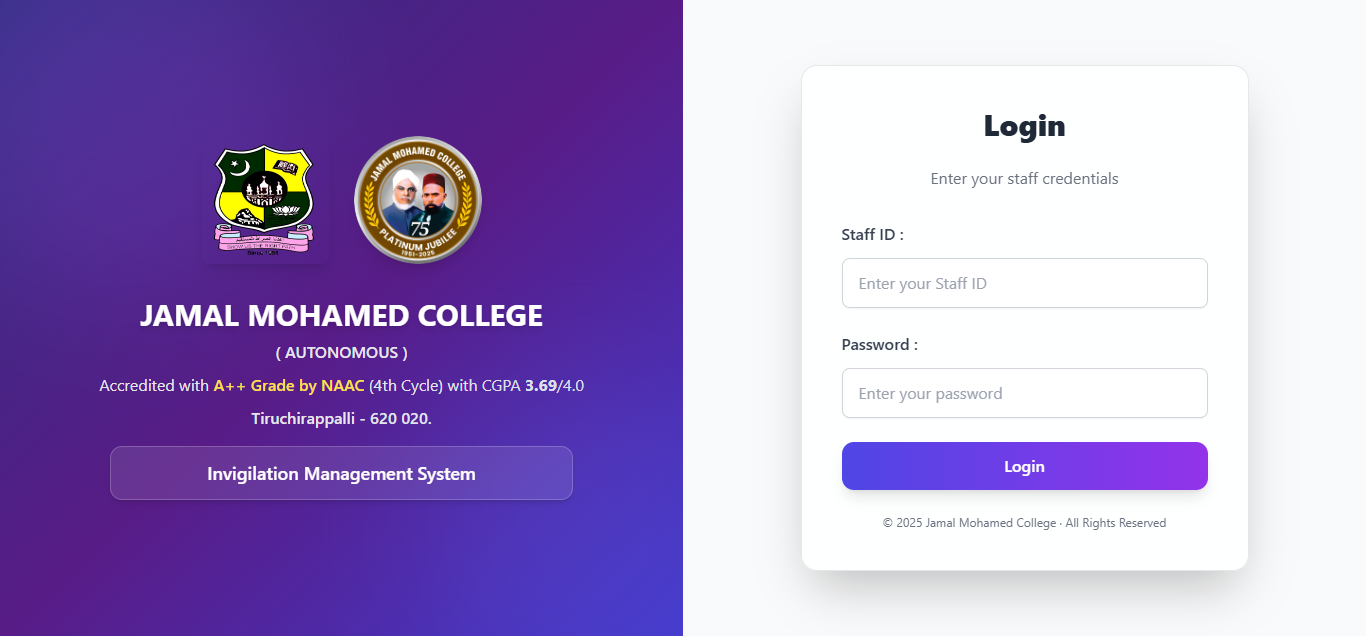 JAMAL MOHAMED COLLEGE
75
PLATINUM JUBILEE
1951-2025
JAMAL MOHAMED COLLEGE
( AUTONOMOUS )
Accredited with A++ Grade by NAAC (4th Cycle) with CGPA 3.69/4.0
Tiruchirappalli - 620 020.
Invigilation Management System
Login
Enter your staff credentials
Staff ID :
Enter your Staff ID
Password :
Enter your password
Login
© 2025 Jamal Mohamed College · All Rights Reserved